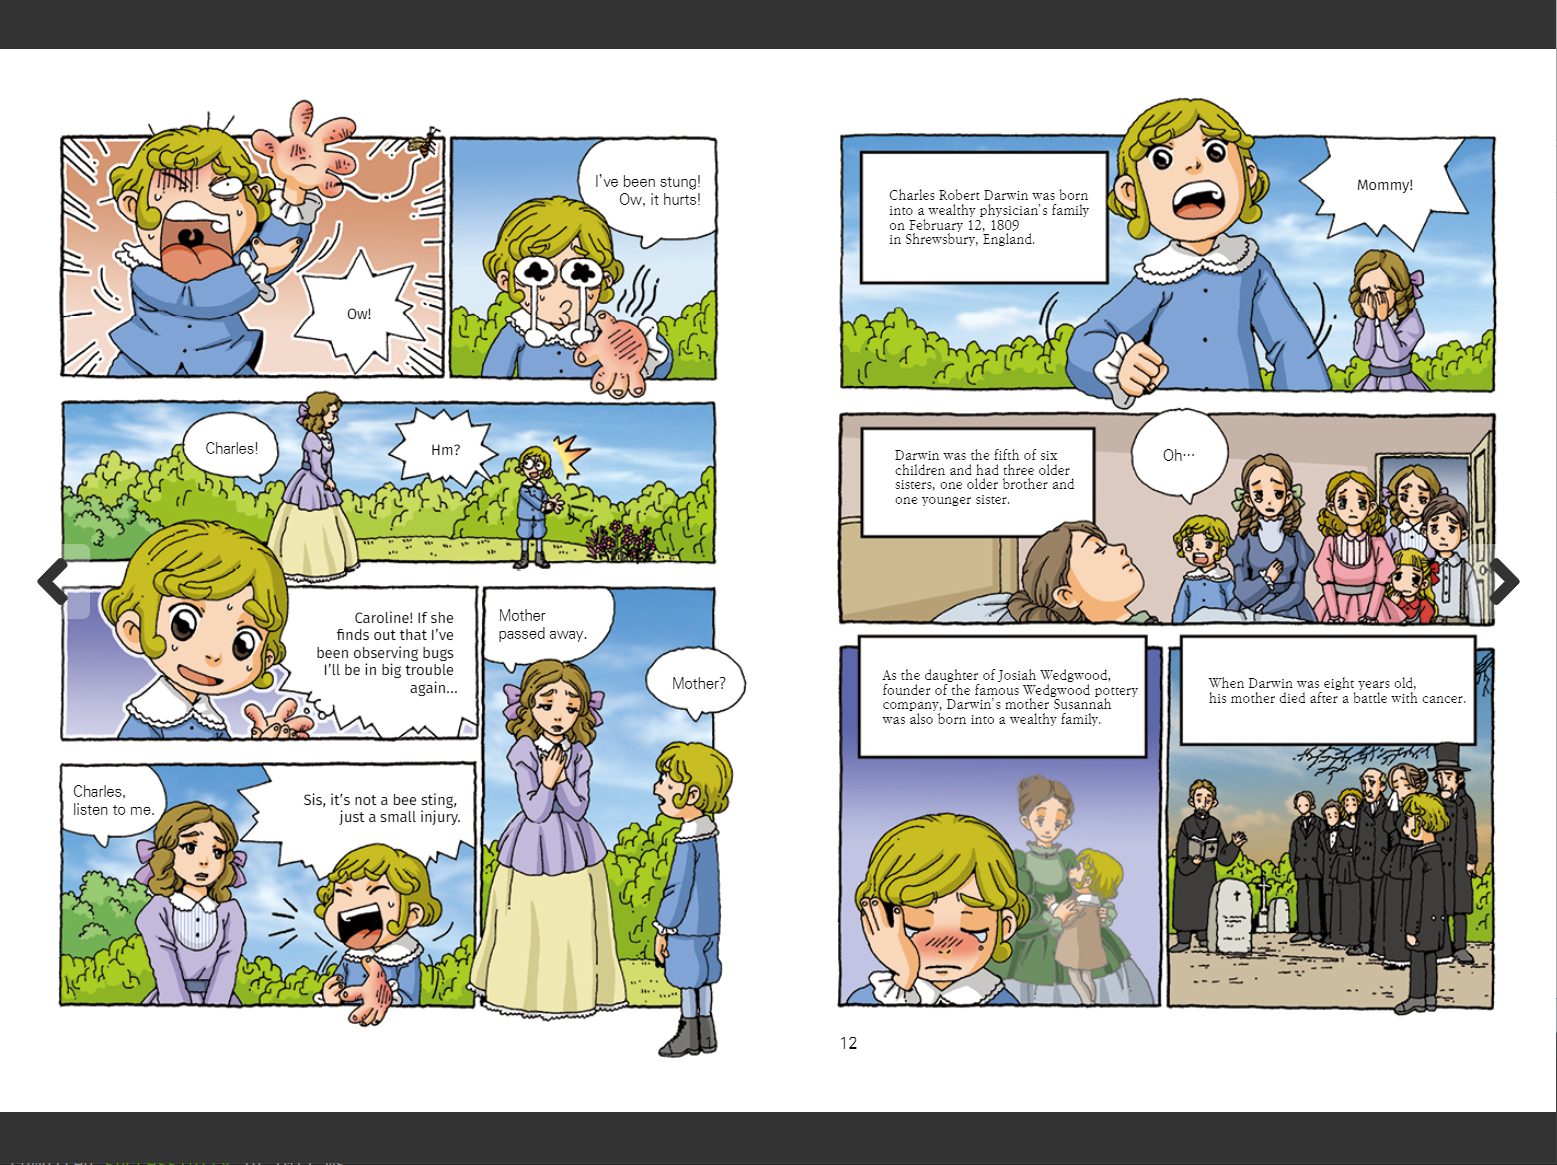 Ow!
I've been stung!
Ow, it hurts!
Charles!
Hm?
Caroline! If she
finds out that I've
been observing bugs
I'll be in big trouble
again...
Mother
passed away.
Mother?
Charles,
listen to me.
Sis, it's not a bee sting,
just a small injury.
Charles Robert Darwin was born
into a wealthy physician's family
on February 12, 1809
in Shrewsbury, England.
Mommy!
Darwin was the fifth of six
children and had three older
sisters, one older brother and
one younger sister.
Oh…
As the daughter of Josiah Wedgwood,
founder of the famous Wedgwood pottery
company, Darwin's mother Susannah
was also born into a wealthy family.
When Darwin was eight years old,
his mother died after a battle with cancer.
12